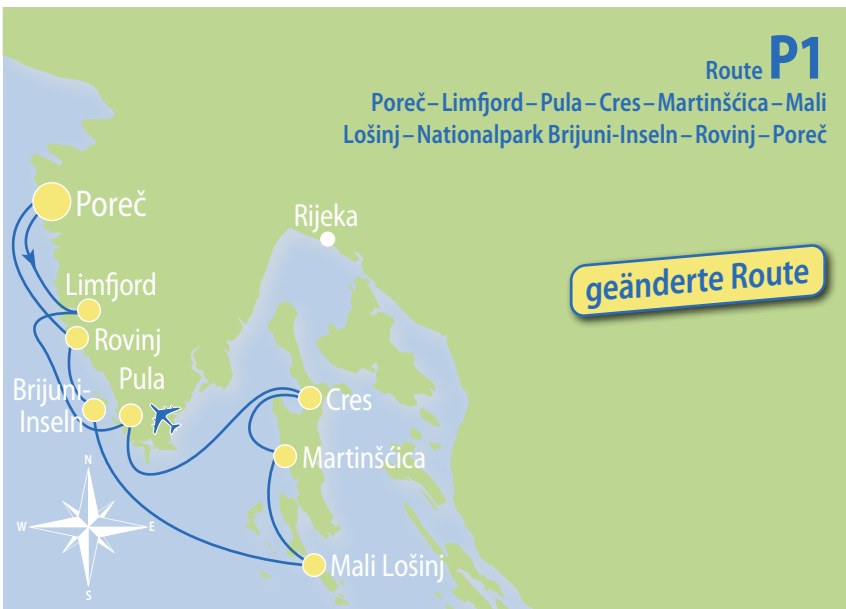 Route P1
Poreč – Limfjord – Pula – Cres – Martinšćica – Mali
Lošinj – Nationalpark Brijuni-Inseln – Rovinj – Poreč
Poreč
Rijeka
geänderte Route
Limfjord
Rovinj
Pula
Brijuni-
Inseln
Cres
Martinšćica
N
W
E
S
Mali Lošinj